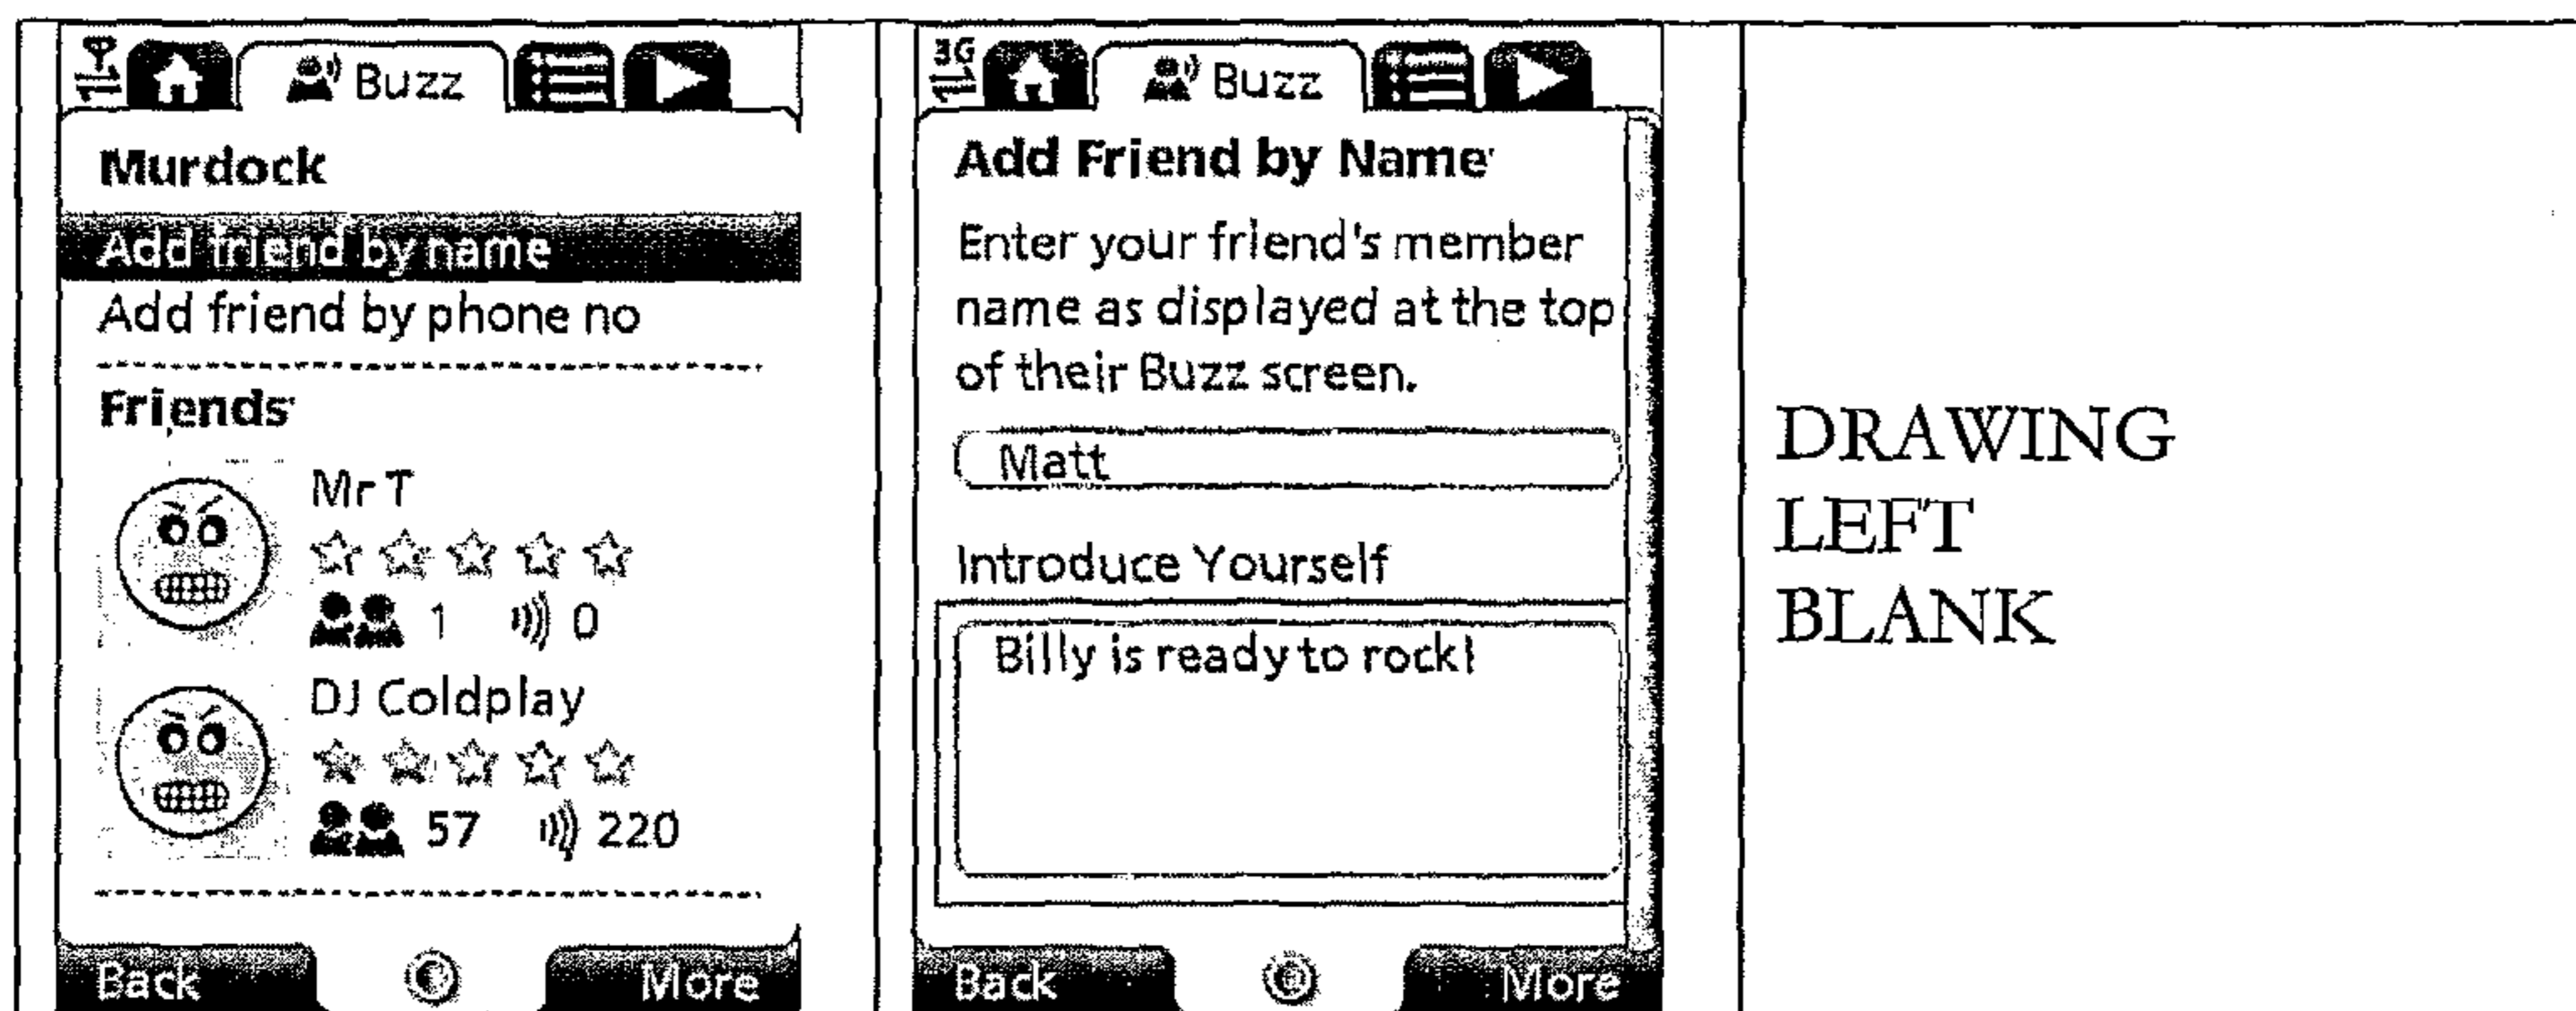 Buzz
Murdock
Add friend by name
Add friend by phone no
Friends
Mr T
1 0
DJ Coldplay
57 220
Back More
3G
Buzz
Add Friend by Name
Enter your friend's member
name as displayed at the top
of their Buzz screen.
Matt
Introduce Yourself
Billy is ready to rock!
Back More
DRAWING
LEFT
BLANK